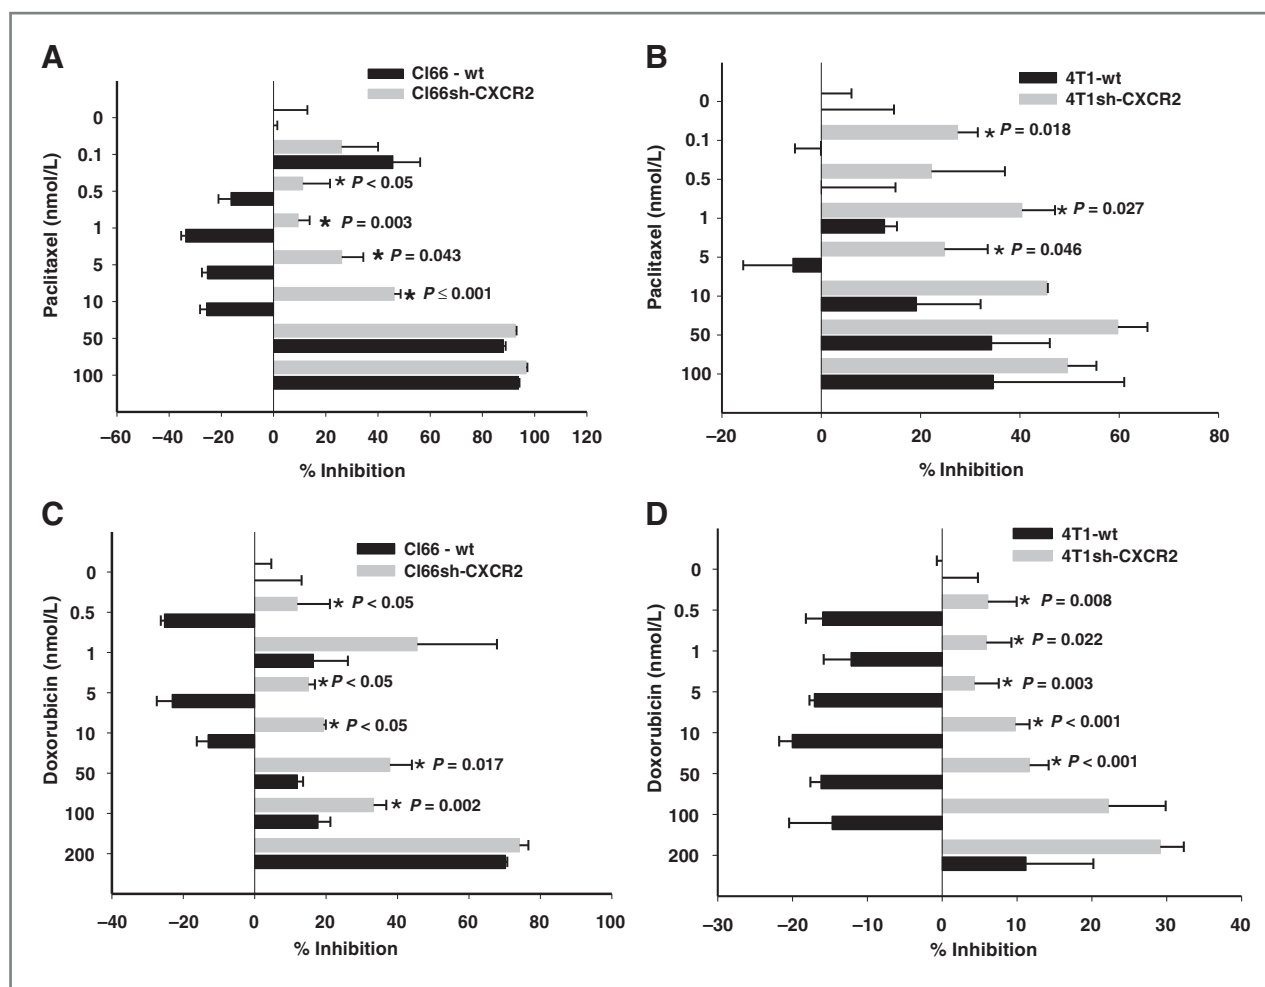 A
Cl66 - wt
Cl66sh-CXCR2
Paclitaxel (nmol/L)
0
0.1
0.5
1
5
10
50
100
* P < 0.05
* P = 0.003
* P = 0.043
* P ≤ 0.001
–60 –40 –20 0 20 40 60 80 100 120
% Inhibition
B
4T1-wt
4T1sh-CXCR2
Paclitaxel (nmol/L)
0
0.1
0.5
1
5
10
50
100
* P = 0.018
* P = 0.027
* P = 0.046
–20 0 20 40 60 80
% Inhibition
C
Cl66 - wt
Cl66sh-CXCR2
Doxorubicin (nmol/L)
0
0.5
1
5
10
50
100
200
* P < 0.05
* P < 0.05
* P < 0.05
* P = 0.017
* P = 0.002
–40 –20 0 20 40 60 80 100
% Inhibition
D
4T1-wt
4T1sh-CXCR2
Doxorubicin (nmol/L)
0
0.5
1
5
10
50
100
200
* P = 0.008
* P = 0.022
* P = 0.003
* P < 0.001
* P < 0.001
–30 –20 –10 0 10 20 30 40
% Inhibition